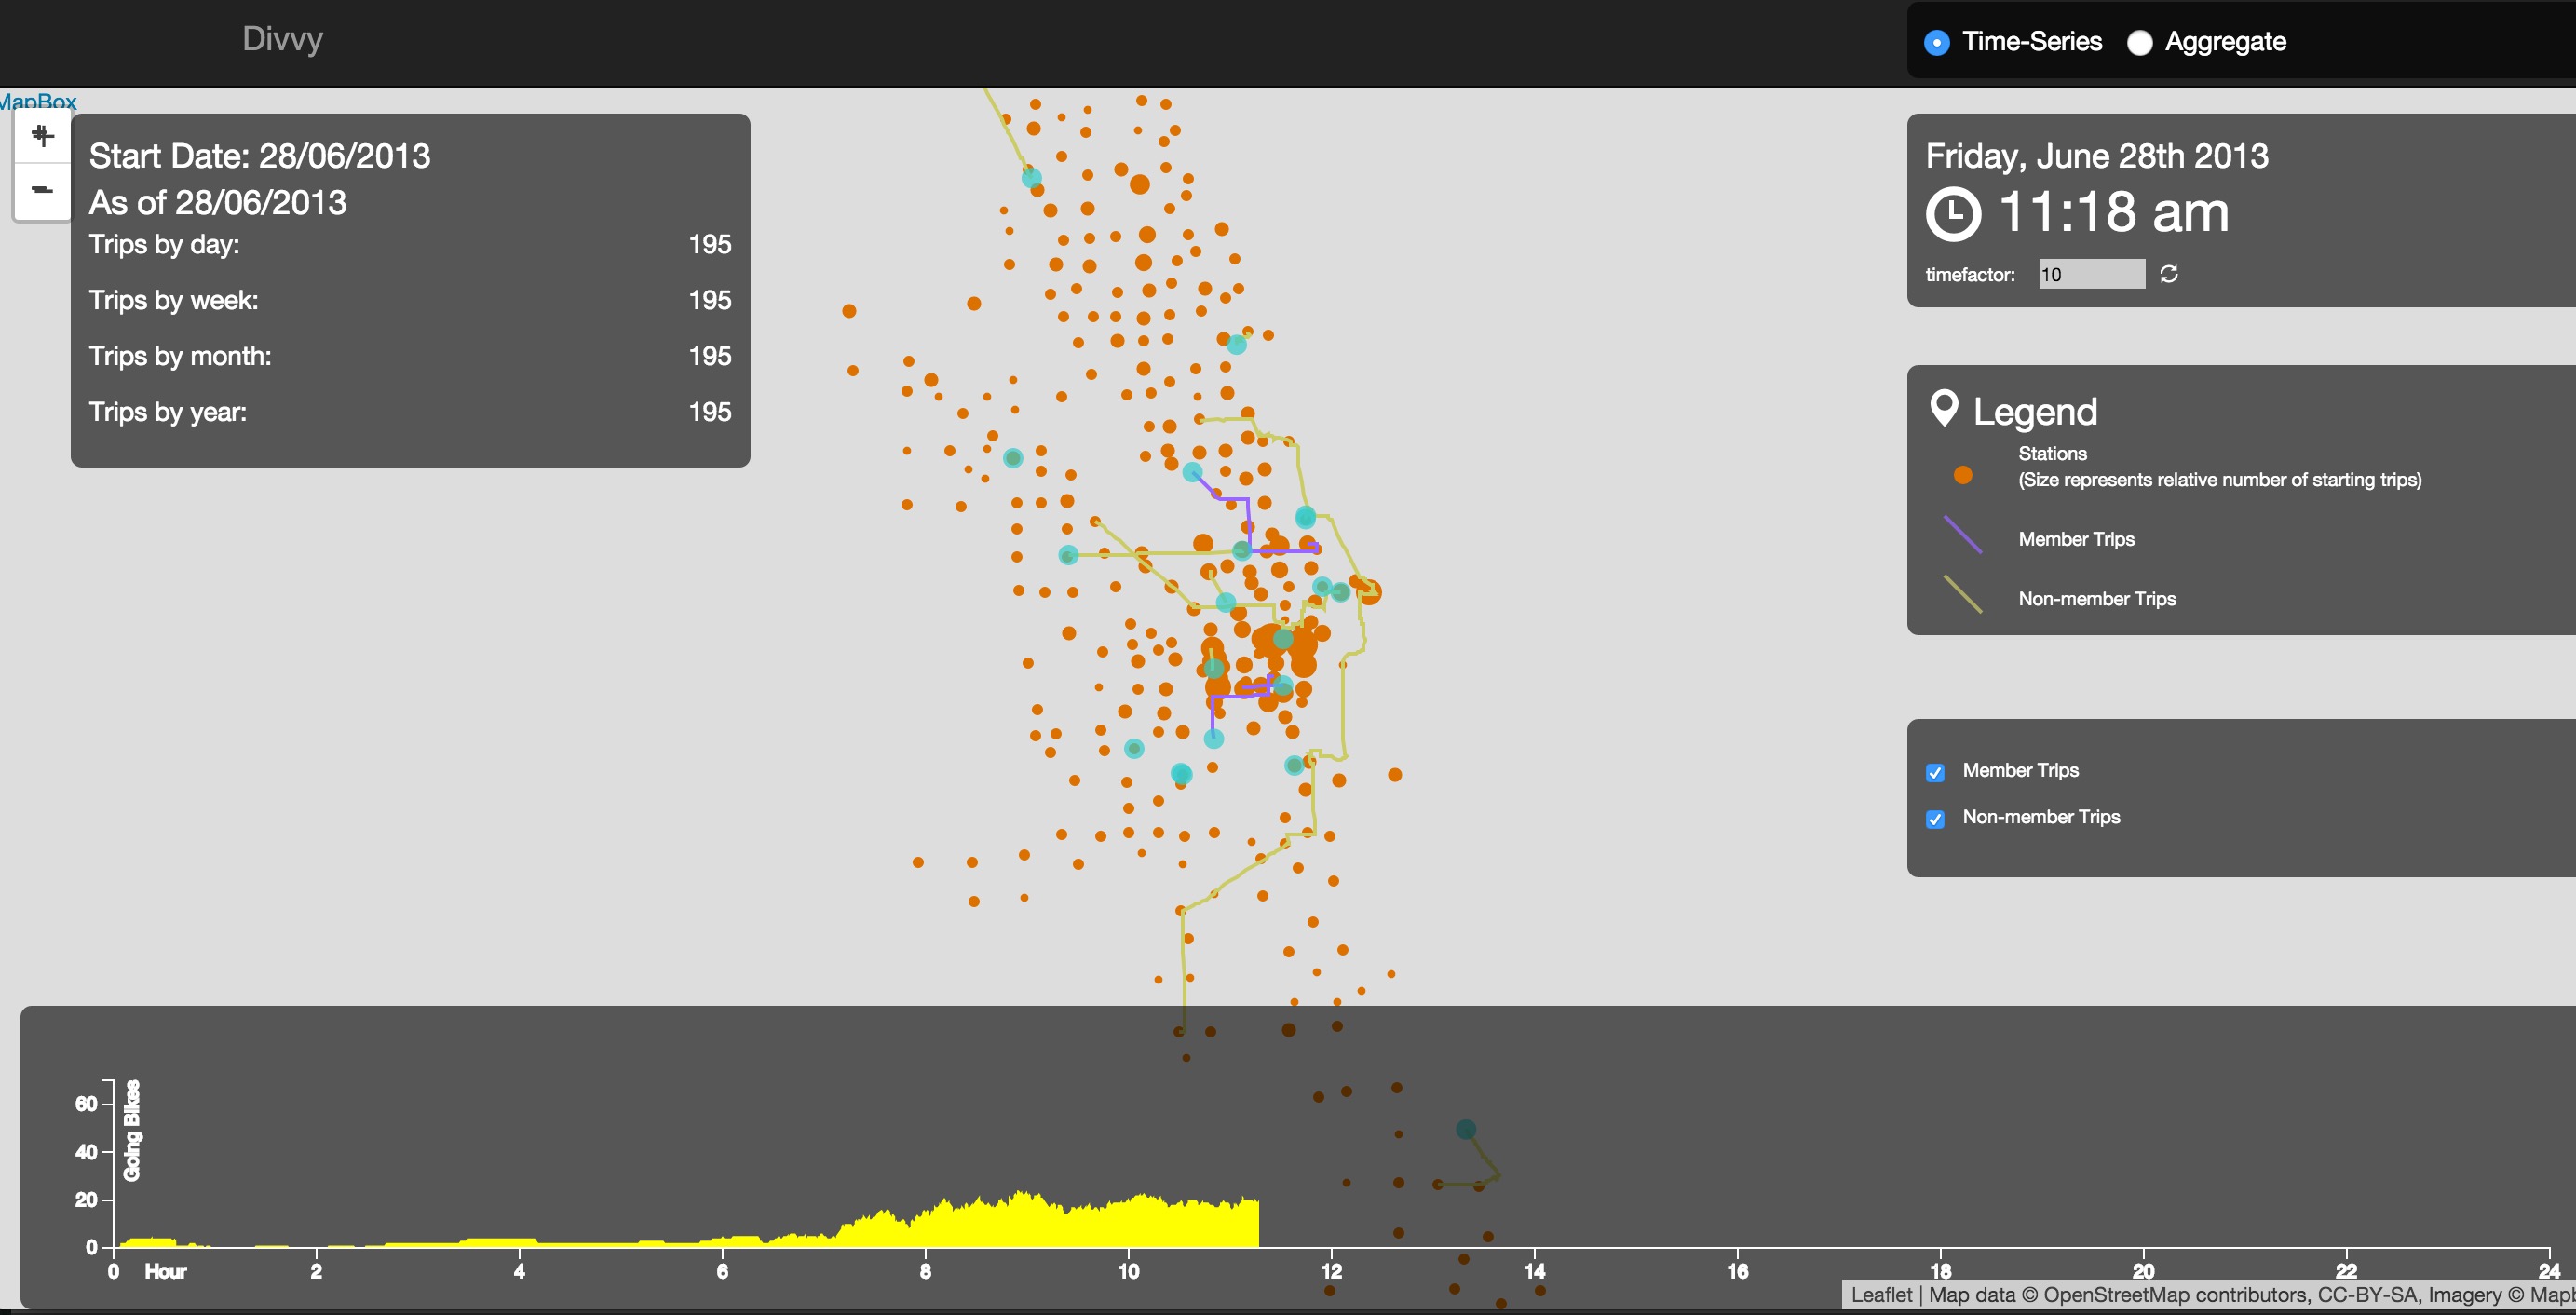 Divvy
Time-Series Aggregate
MapBox
+
-
Start Date: 28/06/2013
As of 28/06/2013
Trips by day: 195
Trips by week: 195
Trips by month: 195
Trips by year: 195
Friday, June 28th 2013
11:18 am
timefactor: 10
Legend
Stations
(Size represents relative number of starting trips)
Member Trips
Non-member Trips
Member Trips
Non-member Trips
Going Bikes
60
40
20
0
0 Hour 2 4 6 8 10 12 14 16 18 20 22 24
Leaflet | Map data © OpenStreetMap contributors, CC-BY-SA, Imagery ©